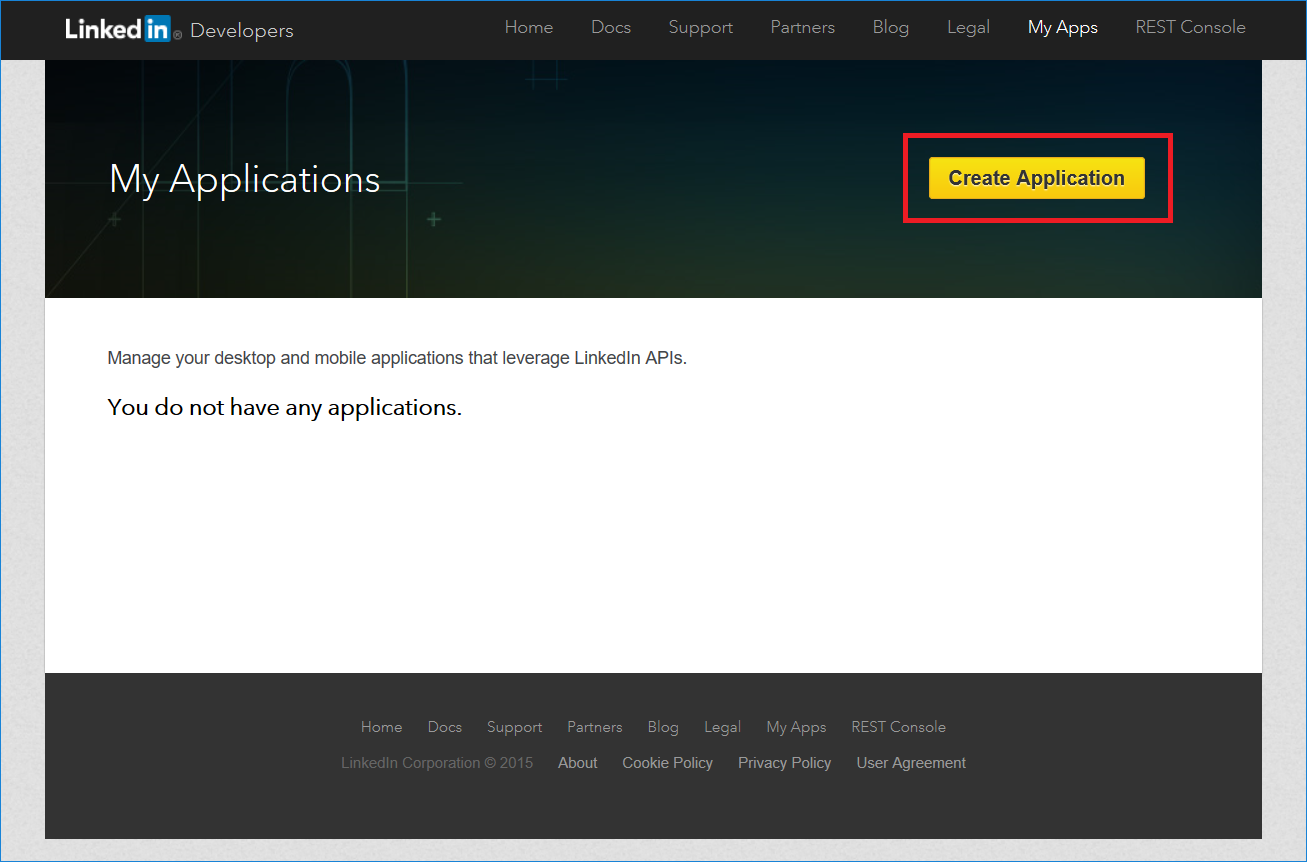 Linked in ® Developers
Home Docs Support Partners Blog Legal My Apps REST Console
My Applications
Create Application
Manage your desktop and mobile applications that leverage LinkedIn APIs.
You do not have any applications.
Home Docs Support Partners Blog Legal My Apps REST Console
LinkedIn Corporation © 2015 About Cookie Policy Privacy Policy User Agreement